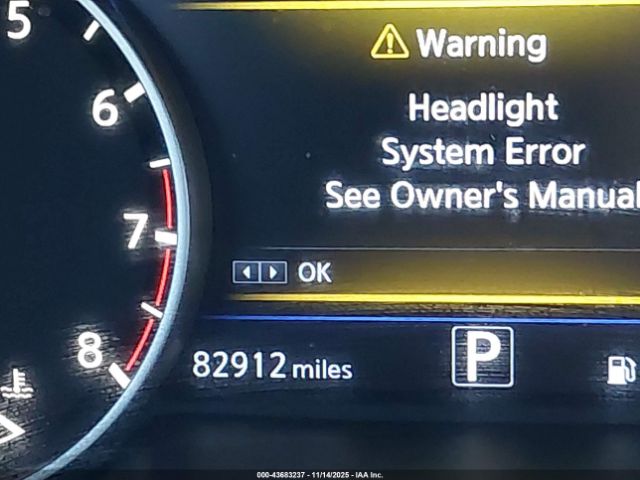 5
6
7
8
Warning
Headlight
System Error
See Owner's Manual
OK
82912 miles
P
000-43683237 - 11/14/2025 - IAA Inc.